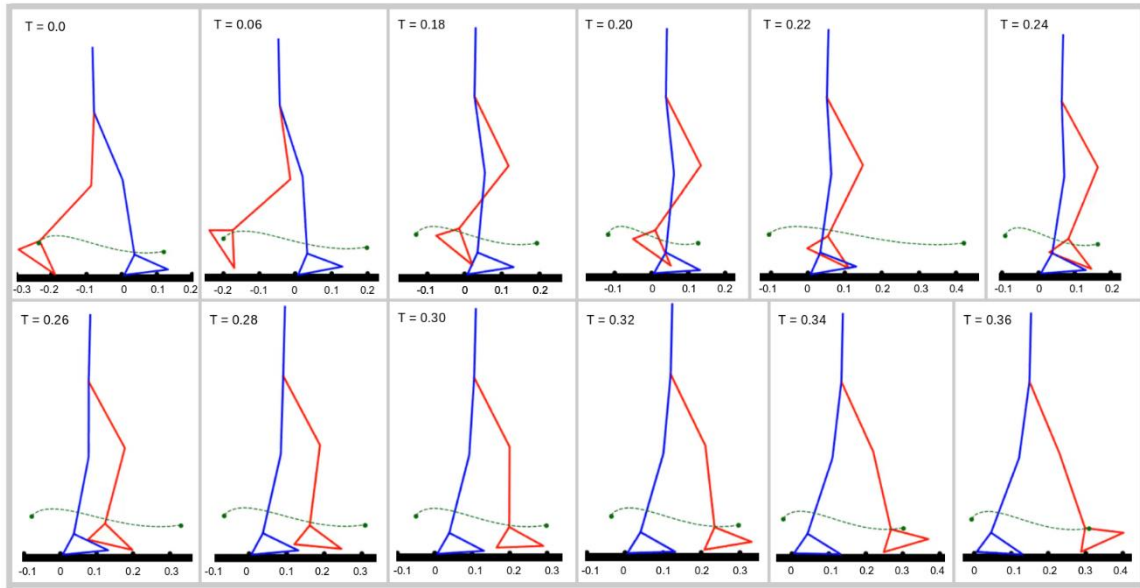 T = 0.0
T = 0.06
T = 0.18
T = 0.20
T = 0.22
T = 0.24
-0.3 -0.2 -0.1 0 0.1 0.2
-0.2 -0.1 0 0.1 0.2
-0.1 0 0.1 0.2
-0.1 0 0.1 0.2
-0.1 0 0.1 0.2 0.3 0.4
-0.1 0 0.1 0.2
T = 0.26
T = 0.28
T = 0.30
T = 0.32
T = 0.34
T = 0.36
-0.1 0 0.1 0.2 0.3
-0.1 0 0.1 0.2 0.3
-0.1 0 0.1 0.2 0.3
-0.1 0 0.1 0.2 0.3
0 0.1 0.2 0.3 0.4
0 0.1 0.2 0.3 0.4